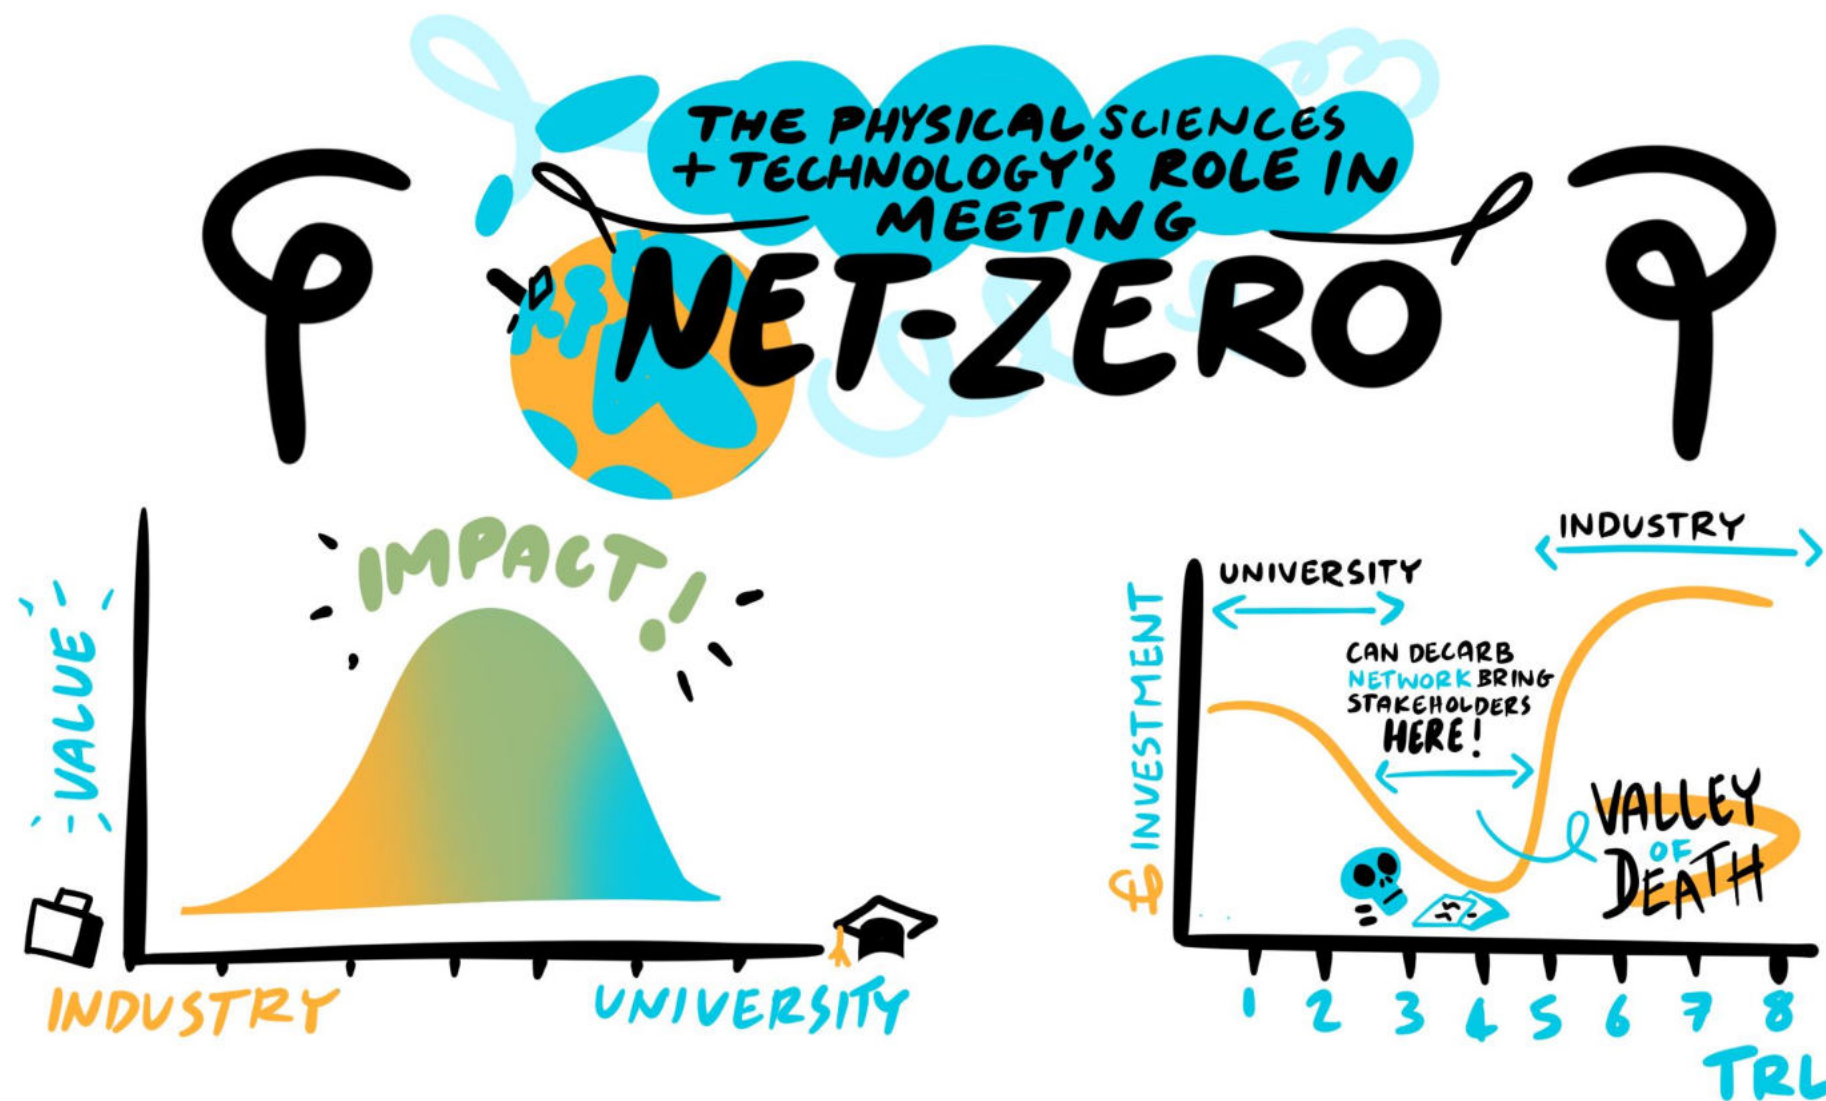 THE PHYSICAL SCIENCES
+ TECHNOLOGY'S ROLE IN
MEETING
NET-ZERO
IMPACT!
VALUE
INDUSTRY
UNIVERSITY
INDUSTRY
UNIVERSITY
£ INVESTMENT
CAN DECARB
NETWORK BRING
STAKEHOLDERS
HERE!
VALLEY
OF
DEATH
1 2 3 4 5 6 7 8
TRL